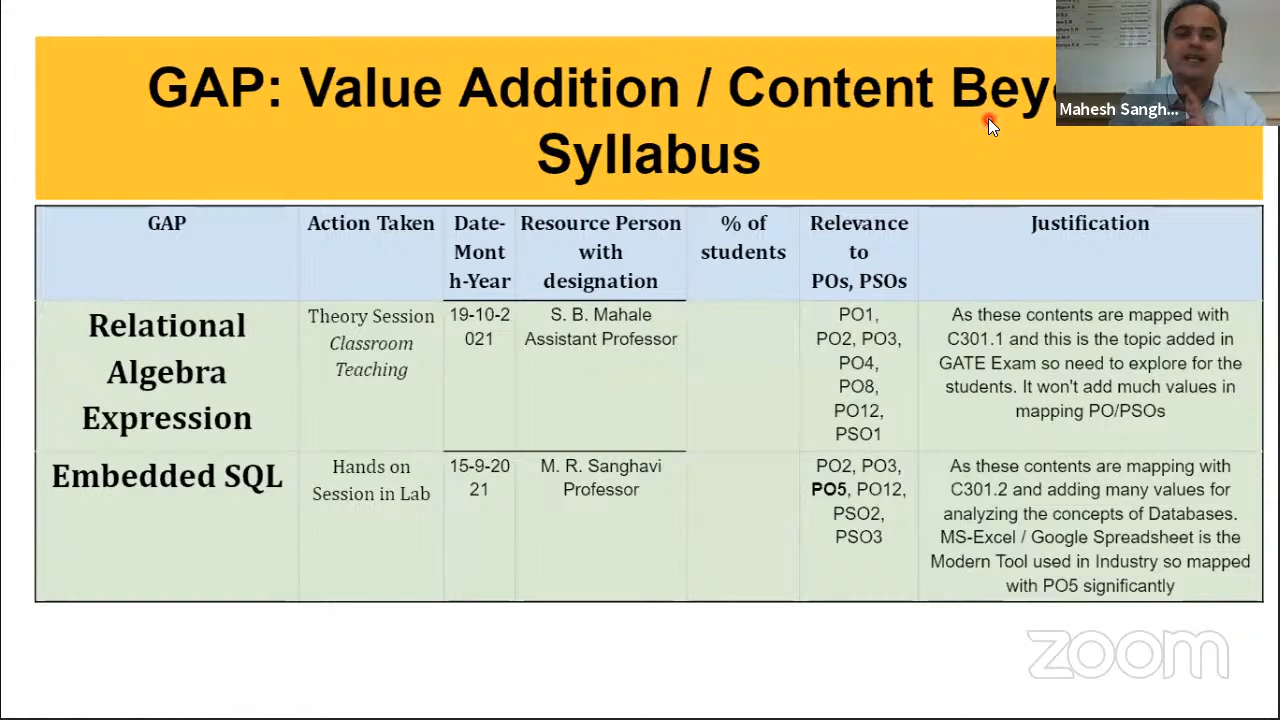 GAP: Value Addition / Content
Syllabus
Mahesh Sangh...
GAP
Action Taken
Date-
Mont
h-Year
Resource Person
with
designation
% of
students
Relevance
to
POs, PSOs
Justification
Relational
Algebra
Expression
Theory Session
Classroom
Teaching
19-10-2
021
S. B. Mahale
Assistant Professor
PO1,
PO2, PO3,
PO4,
PO8,
PO12,
PSO1
As these contents are mapped with
C301.1 and this is the topic added in
GATE Exam so need to explore for the
students. It won't add much values in
mapping PO/PSOs
Embedded SQL
Hands on
Session in Lab
15-9-20
21
M. R. Sanghavi
Professor
PO2, PO3,
PO5, PO12,
PSO2,
PSO3
As these contents are mapping with
C301.2 and adding many values for
analyzing the concepts of Databases.
MS-Excel / Google Spreadsheet is the
Modern Tool used in Industry so mapped
with PO5 significantly
zoom